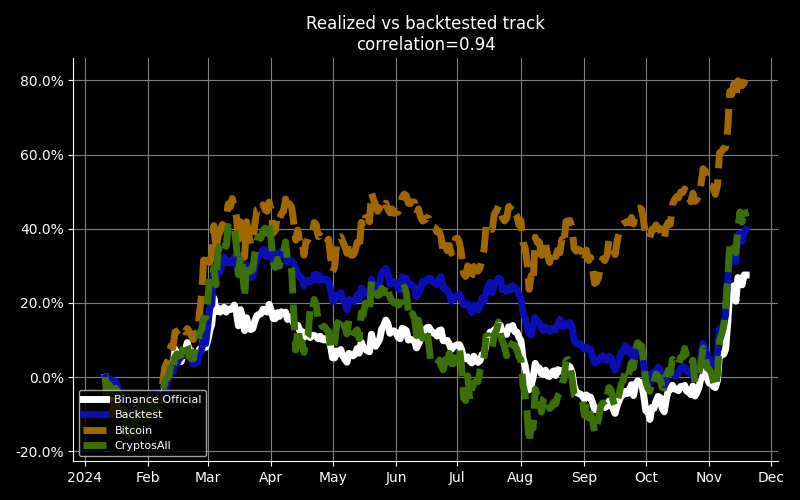 Realized vs backtested track
correlation=0.94
80.0%
60.0%
40.0%
20.0%
0.0%
-20.0%
Binance Official
Backtest
Bitcoin
CryptosAll
2024 Feb Mar Apr May Jun Jul Aug Sep Oct Nov Dec